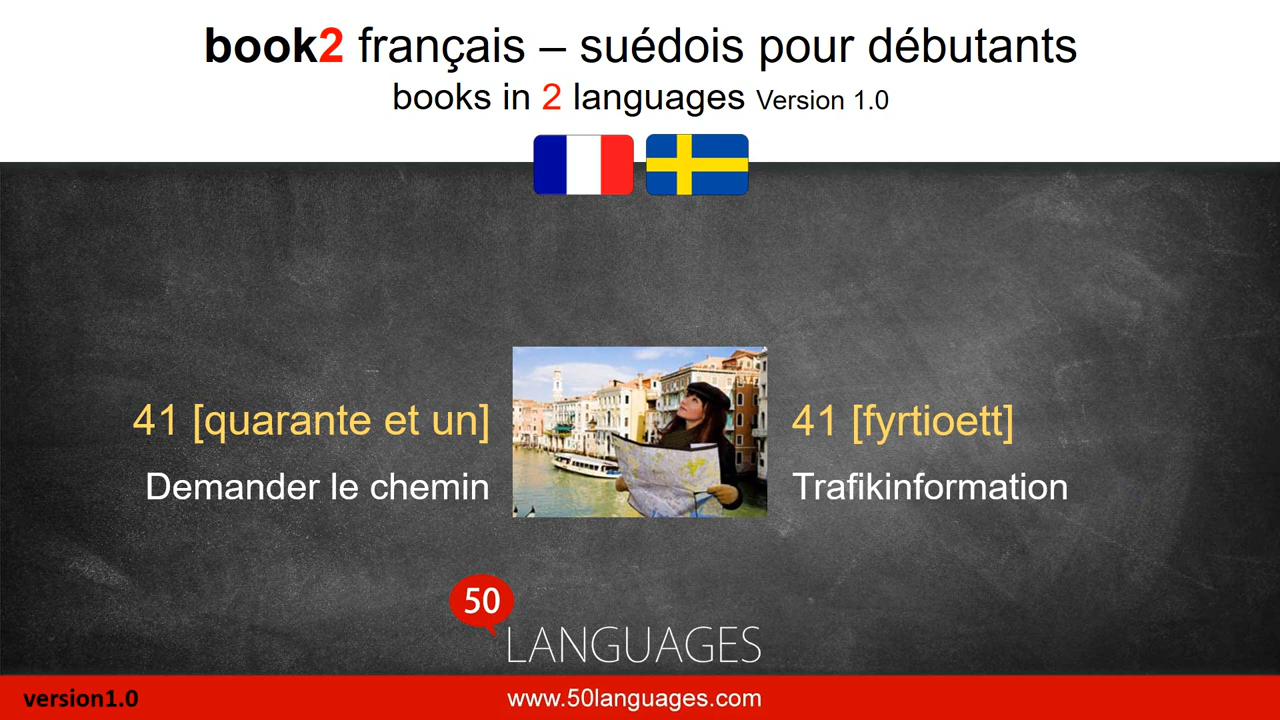 book2 français – suédois pour débutants
books in 2 languages Version 1.0
41 [quarante et un]
Demander le chemin
41 [fyrtioett]
Trafikinformation
50
LANGUAGES
version1.0
www.50languages.com